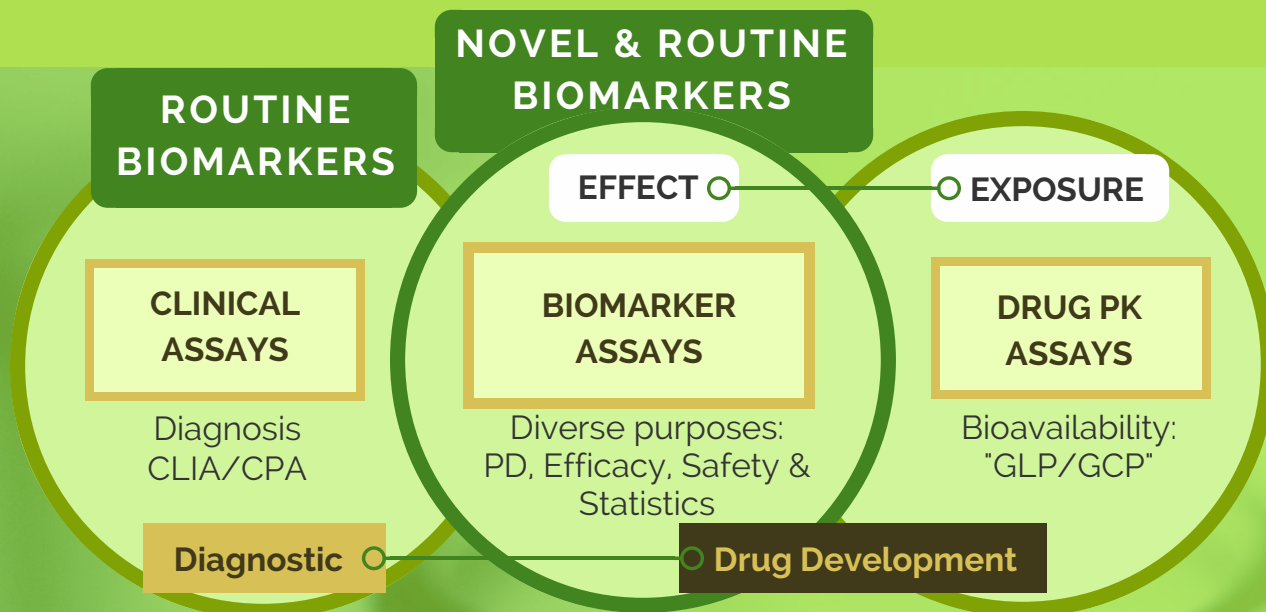 ROUTINE
BIOMARKERS
NOVEL & ROUTINE
BIOMARKERS
EFFECT
EXPOSURE
CLINICAL
ASSAYS
Diagnosis
CLIA/CPA
BIOMARKER
ASSAYS
Diverse purposes:
PD, Efficacy, Safety &
Statistics
DRUG PK
ASSAYS
Bioavailability:
"GLP/GCP"
Diagnostic
Drug Development